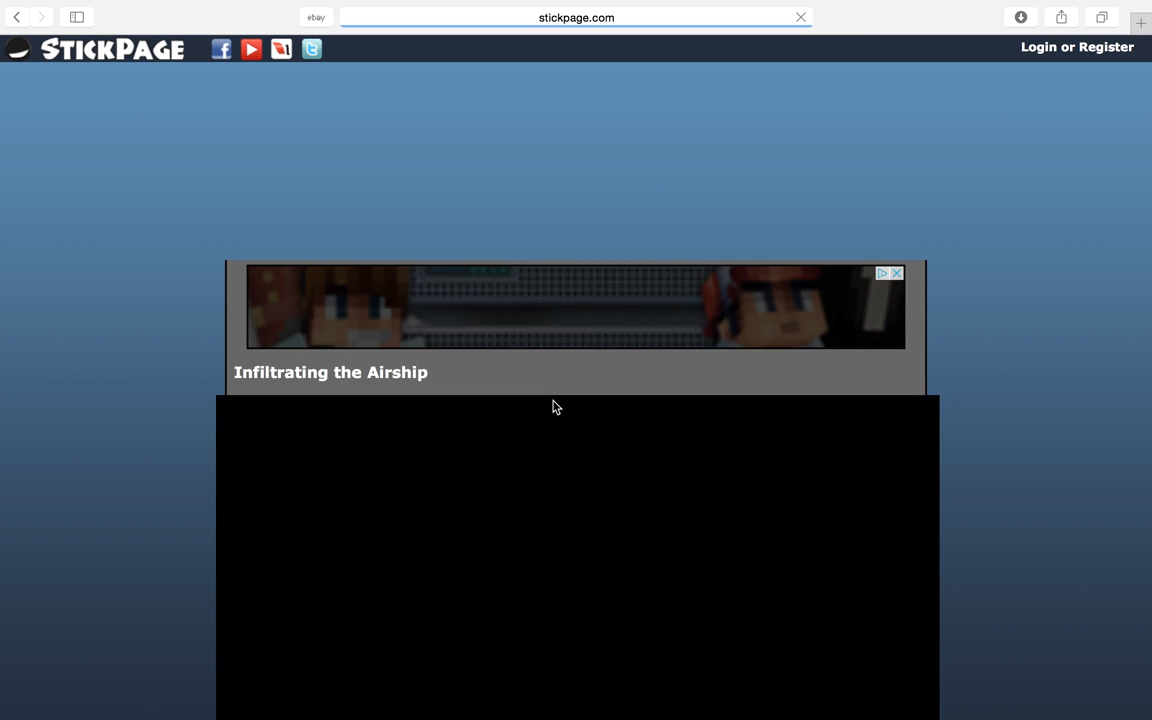 ebay
stickpage.com
STICKPAGE
Login or Register
Infiltrating the Airship